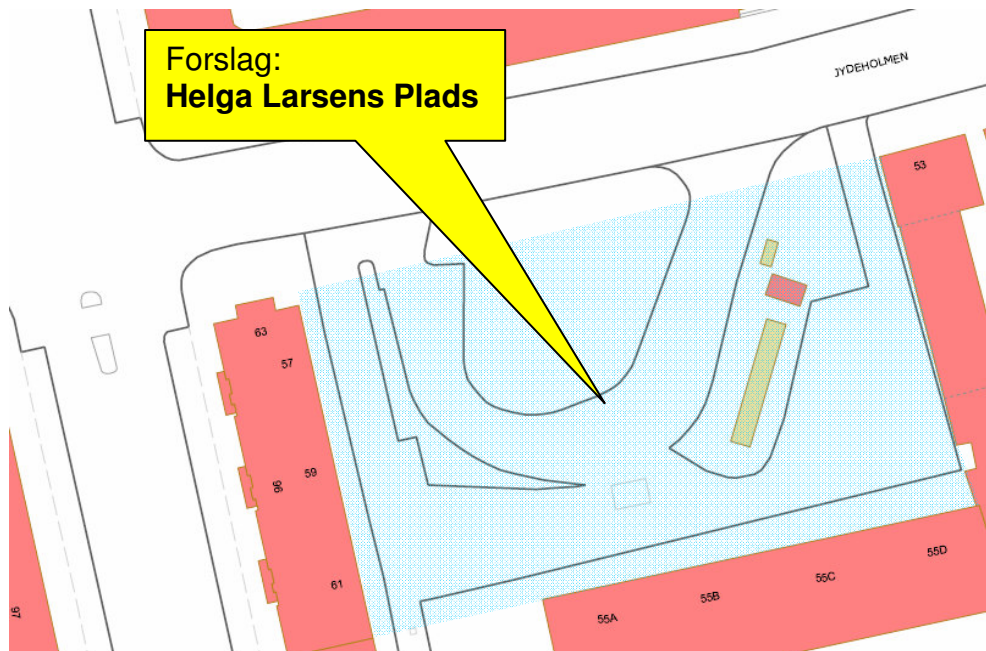 Forslag:
Helga Larsens Plads
JYDEHOLMEN
53
63
57
59
96
61
97
55A
55B
55C
55D